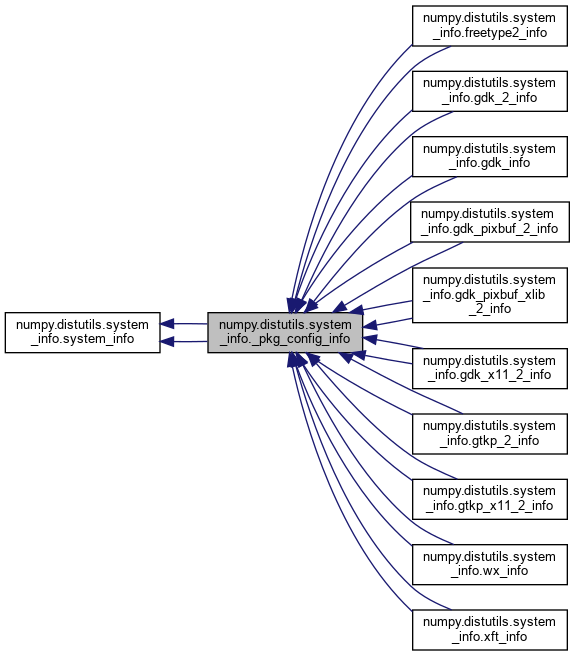 numpy.distutils.system
_info.freetype2_info
numpy.distutils.system
_info.gdk_2_info
numpy.distutils.system
_info.gdk_info
numpy.distutils.system
_info.gdk_pixbuf_2_info
numpy.distutils.system
_info.gdk_pixbuf_xlib
_2_info
numpy.distutils.system
_info.system_info
numpy.distutils.system
_info._pkg_config_info
numpy.distutils.system
_info.gdk_x11_2_info
numpy.distutils.system
_info.gtkp_2_info
numpy.distutils.system
_info.gtkp_x11_2_info
numpy.distutils.system
_info.wx_info
numpy.distutils.system
_info.xft_info